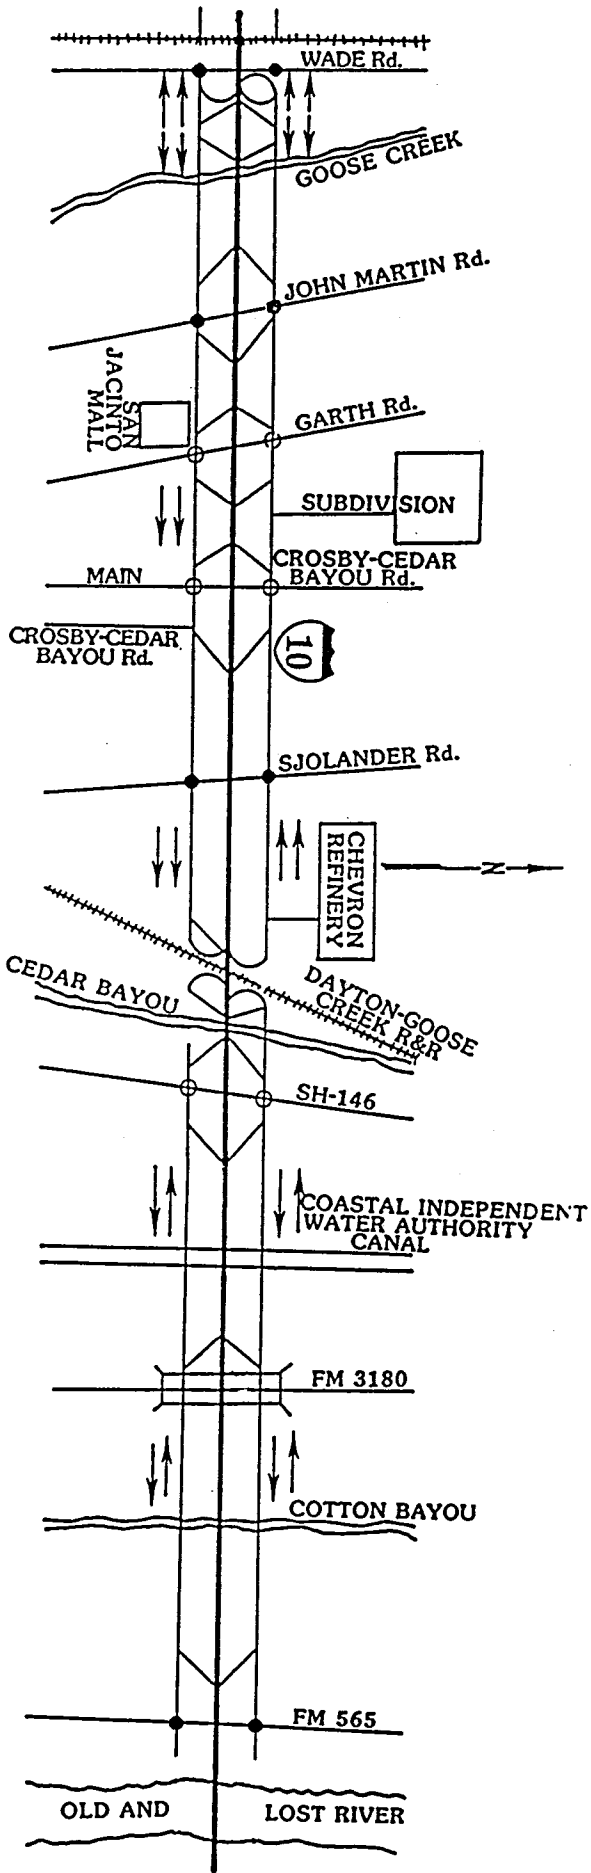 WADE Rd.
GOOSE CREEK
JOHN MARTIN Rd.
SAN
JACINTO
MALL
GARTH Rd.
SUBDIVISION
MAIN
CROSBY-CEDAR
BAYOU Rd.
CROSBY-CEDAR
BAYOU Rd.
10
SJOLANDER Rd.
CHEVRON
REFINERY
N
CEDAR BAYOU
DAYTON-GOOSE
CREEK R&R
SH-146
COASTAL INDEPENDENT
WATER AUTHORITY
CANAL
FM 3180
COTTON BAYOU
FM 565
OLD AND LOST RIVER